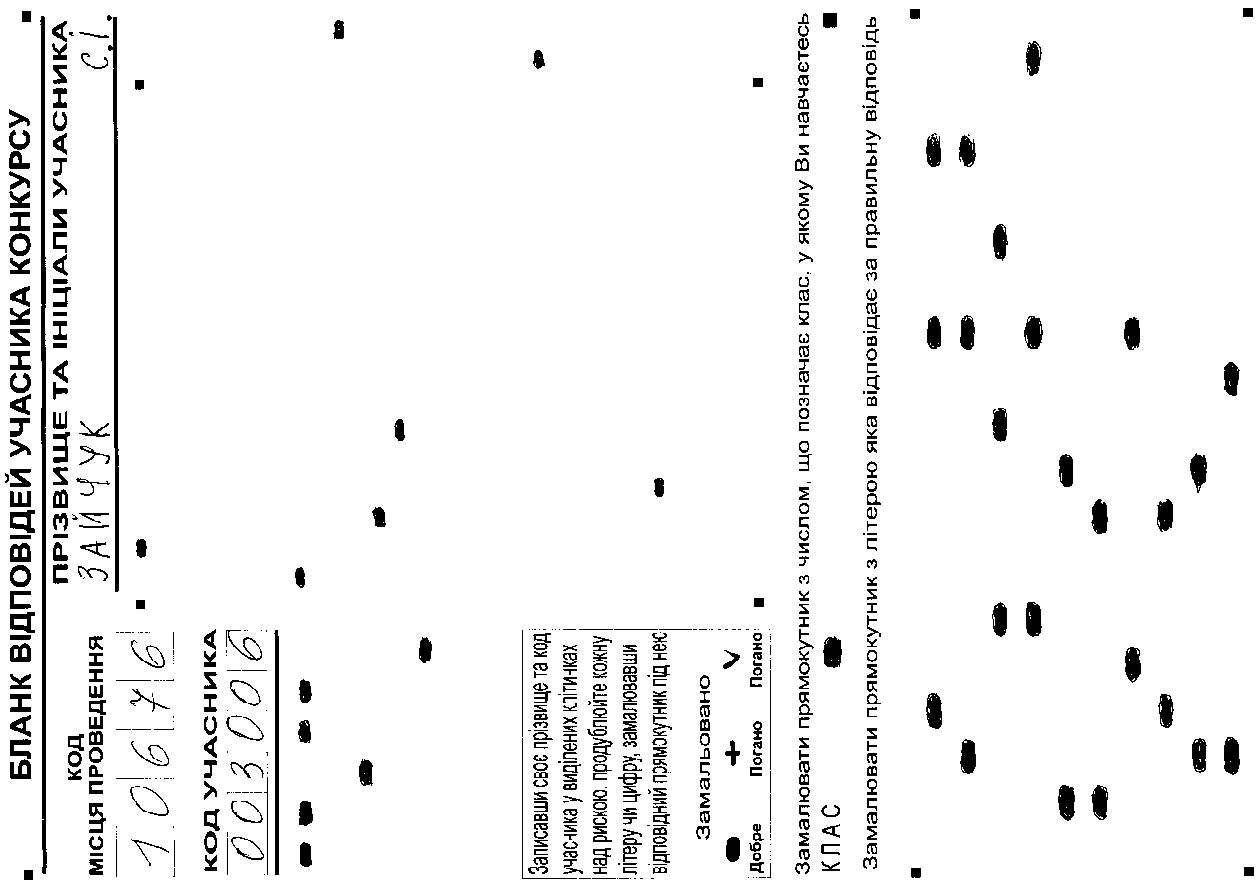 БЛАНК ВІДПОВІДЕЙ УЧАСНИКА КОНКУРСУ
ПРІЗВИЩЕ ТА ІНІЦІАЛИ УЧАСНИКА
ЗАЙЧУК С.І.
КОД
МІСЦЯ ПРОВЕДЕННЯ
1 0 6 7 6
КОД УЧАСНИКА
0 0 3 0 0 6
Записавши своє прізвище та код
учасника у виділених клітинках
над рискою, продублюйте кожну
літеру чи цифру, замалювавши
відповідний прямокутник під нею
Замальовано
Добре Погано Погано
Замалювати прямокутник з числом, що позначає клас, у якому Ви навчаєтесь
КЛАС
Замалювати прямокутник з літерою яка відповідає за правильну відповідь